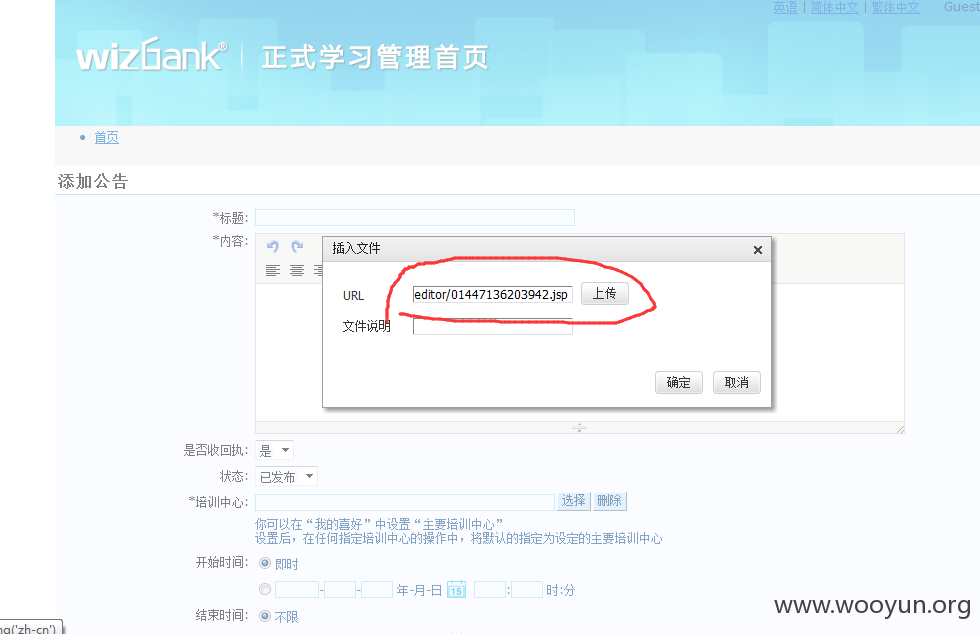 英语 | 简体中文 | 繁体中文 Guest
wizbank® 正式学习管理首页
首页
添加公告
*标题:
*内容:
插入文件
URL editor/01447136203942.jsp 上传
文件说明
确定 取消
是否收回执: 是
状态: 已发布
*培训中心: 选择 删除
你可以在“我的喜好”中设置“主要培训中心”
设置后，在任何指定培训中心的操作中，将默认的指定为设定的主要培训中心
开始时间: 即时
- - 年-月-日 15 : 时:分
结束时间: 不限
www.wooyun.org
ng('zh-cn')